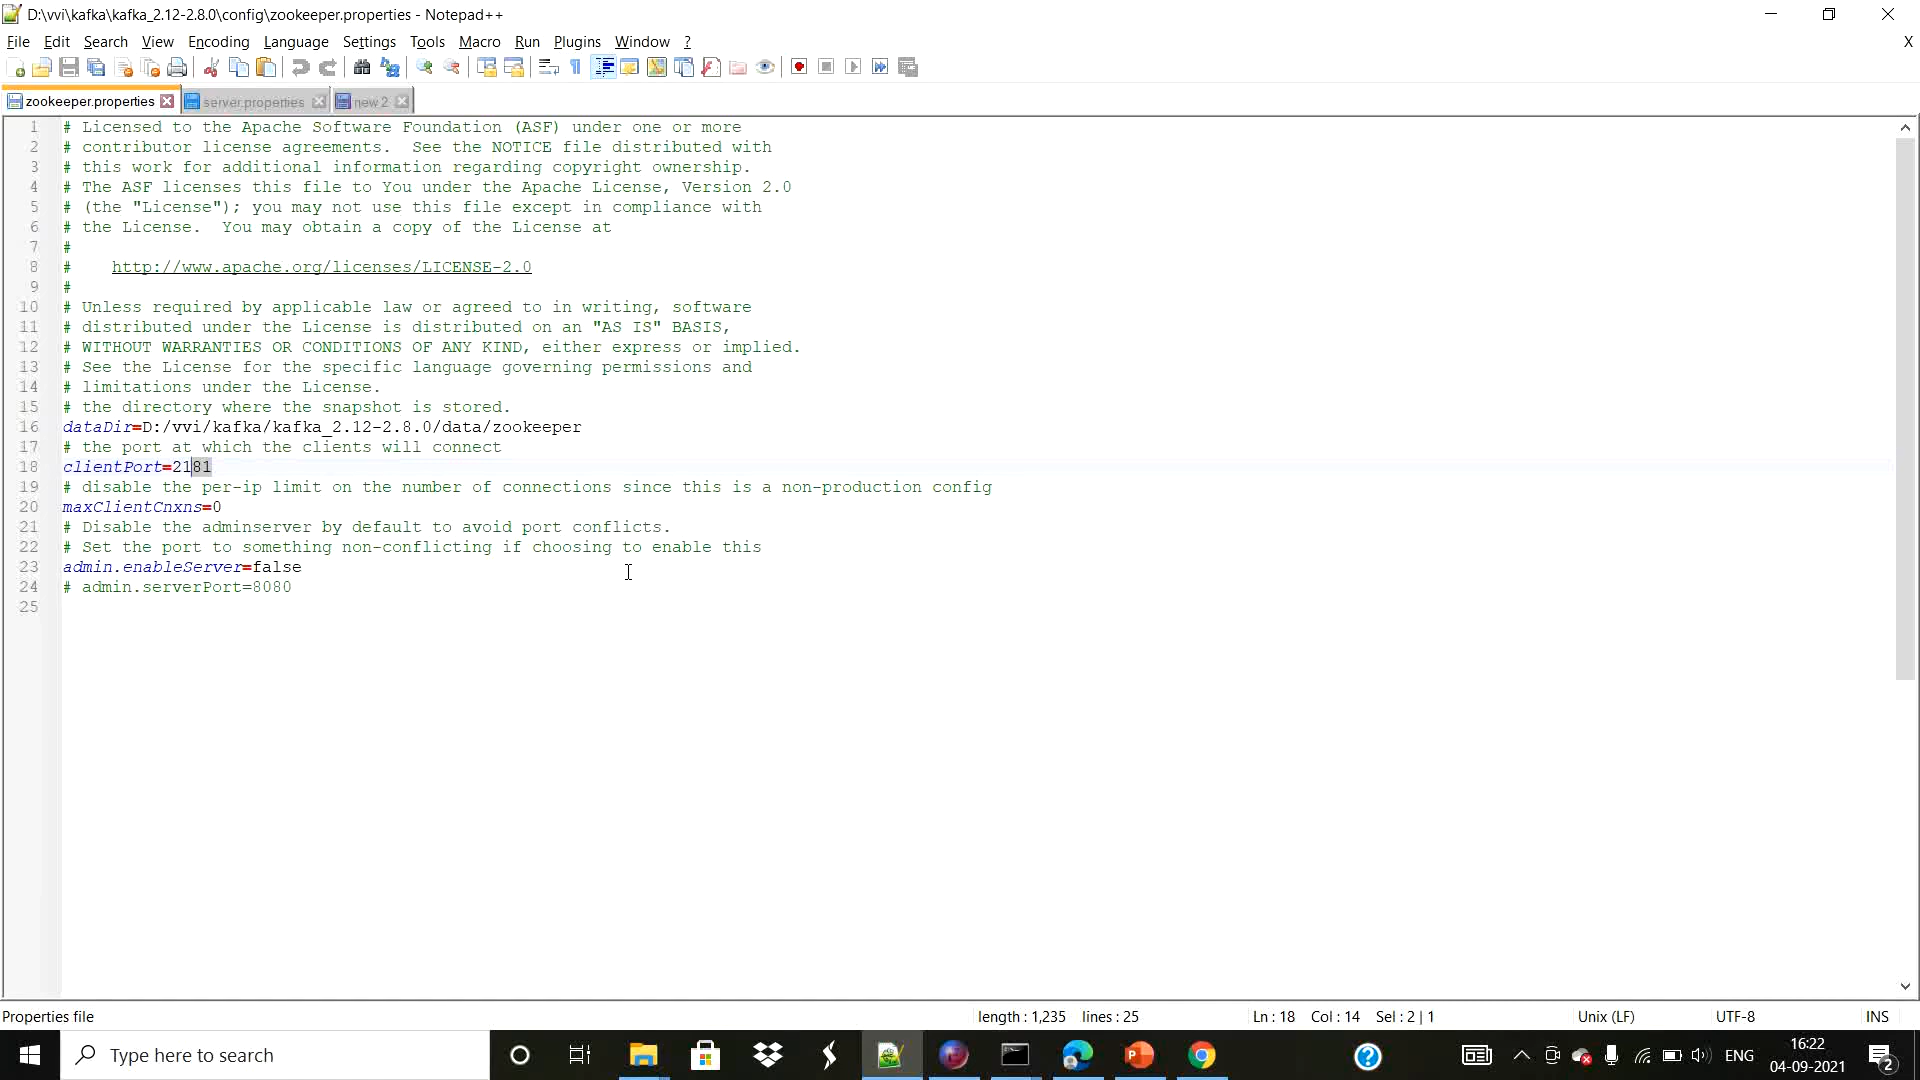 D:\vvi\kafka\kafka_2.12-2.8.0\config\zookeeper.properties - Notepad++
File Edit Search View Encoding Language Settings Tools Macro Run Plugins Window ? X
zookeeper.properties server.properties new 2
1 # Licensed to the Apache Software Foundation (ASF) under one or more
2 # contributor license agreements.  See the NOTICE file distributed with
3 # this work for additional information regarding copyright ownership.
4 # The ASF licenses this file to You under the Apache License, Version 2.0
5 # (the "License"); you may not use this file except in compliance with
6 # the License.  You may obtain a copy of the License at
7 #
8 #    http://www.apache.org/licenses/LICENSE-2.0
9 #
10 # Unless required by applicable law or agreed to in writing, software
11 # distributed under the License is distributed on an "AS IS" BASIS,
12 # WITHOUT WARRANTIES OR CONDITIONS OF ANY KIND, either express or implied.
13 # See the License for the specific language governing permissions and
14 # limitations under the License.
15 # the directory where the snapshot is stored.
16 dataDir=D:/vvi/kafka/kafka_2.12-2.8.0/data/zookeeper
17 # the port at which the clients will connect
18 clientPort=2181
19 # disable the per-ip limit on the number of connections since this is a non-production config
20 maxClientCnxns=0
21 # Disable the adminserver by default to avoid port conflicts.
22 # Set the port to something non-conflicting if choosing to enable this
23 admin.enableServer=false
24 # admin.serverPort=8080
25
Properties file length : 1,235 lines : 25 Ln : 18 Col : 14 Sel : 2 | 1 Unix (LF) UTF-8 INS
Type here to search ENG 16:22
04-09-2021 2